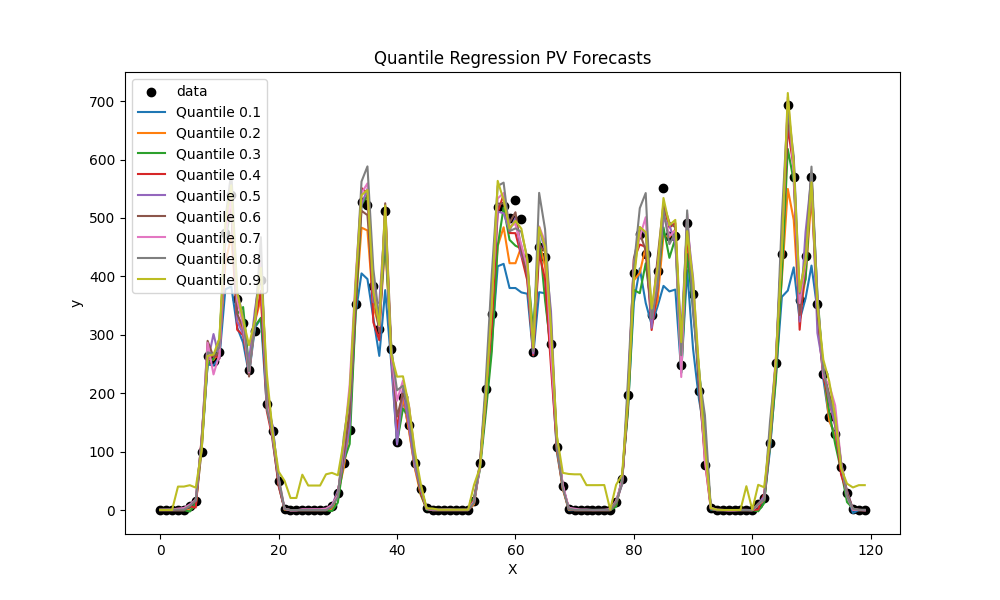 Quantile Regression PV Forecasts
data
Quantile 0.1
Quantile 0.2
Quantile 0.3
Quantile 0.4
Quantile 0.5
Quantile 0.6
Quantile 0.7
Quantile 0.8
Quantile 0.9
700
600
500
400
300
200
100
0
y
0 20 40 60 80 100 120
X